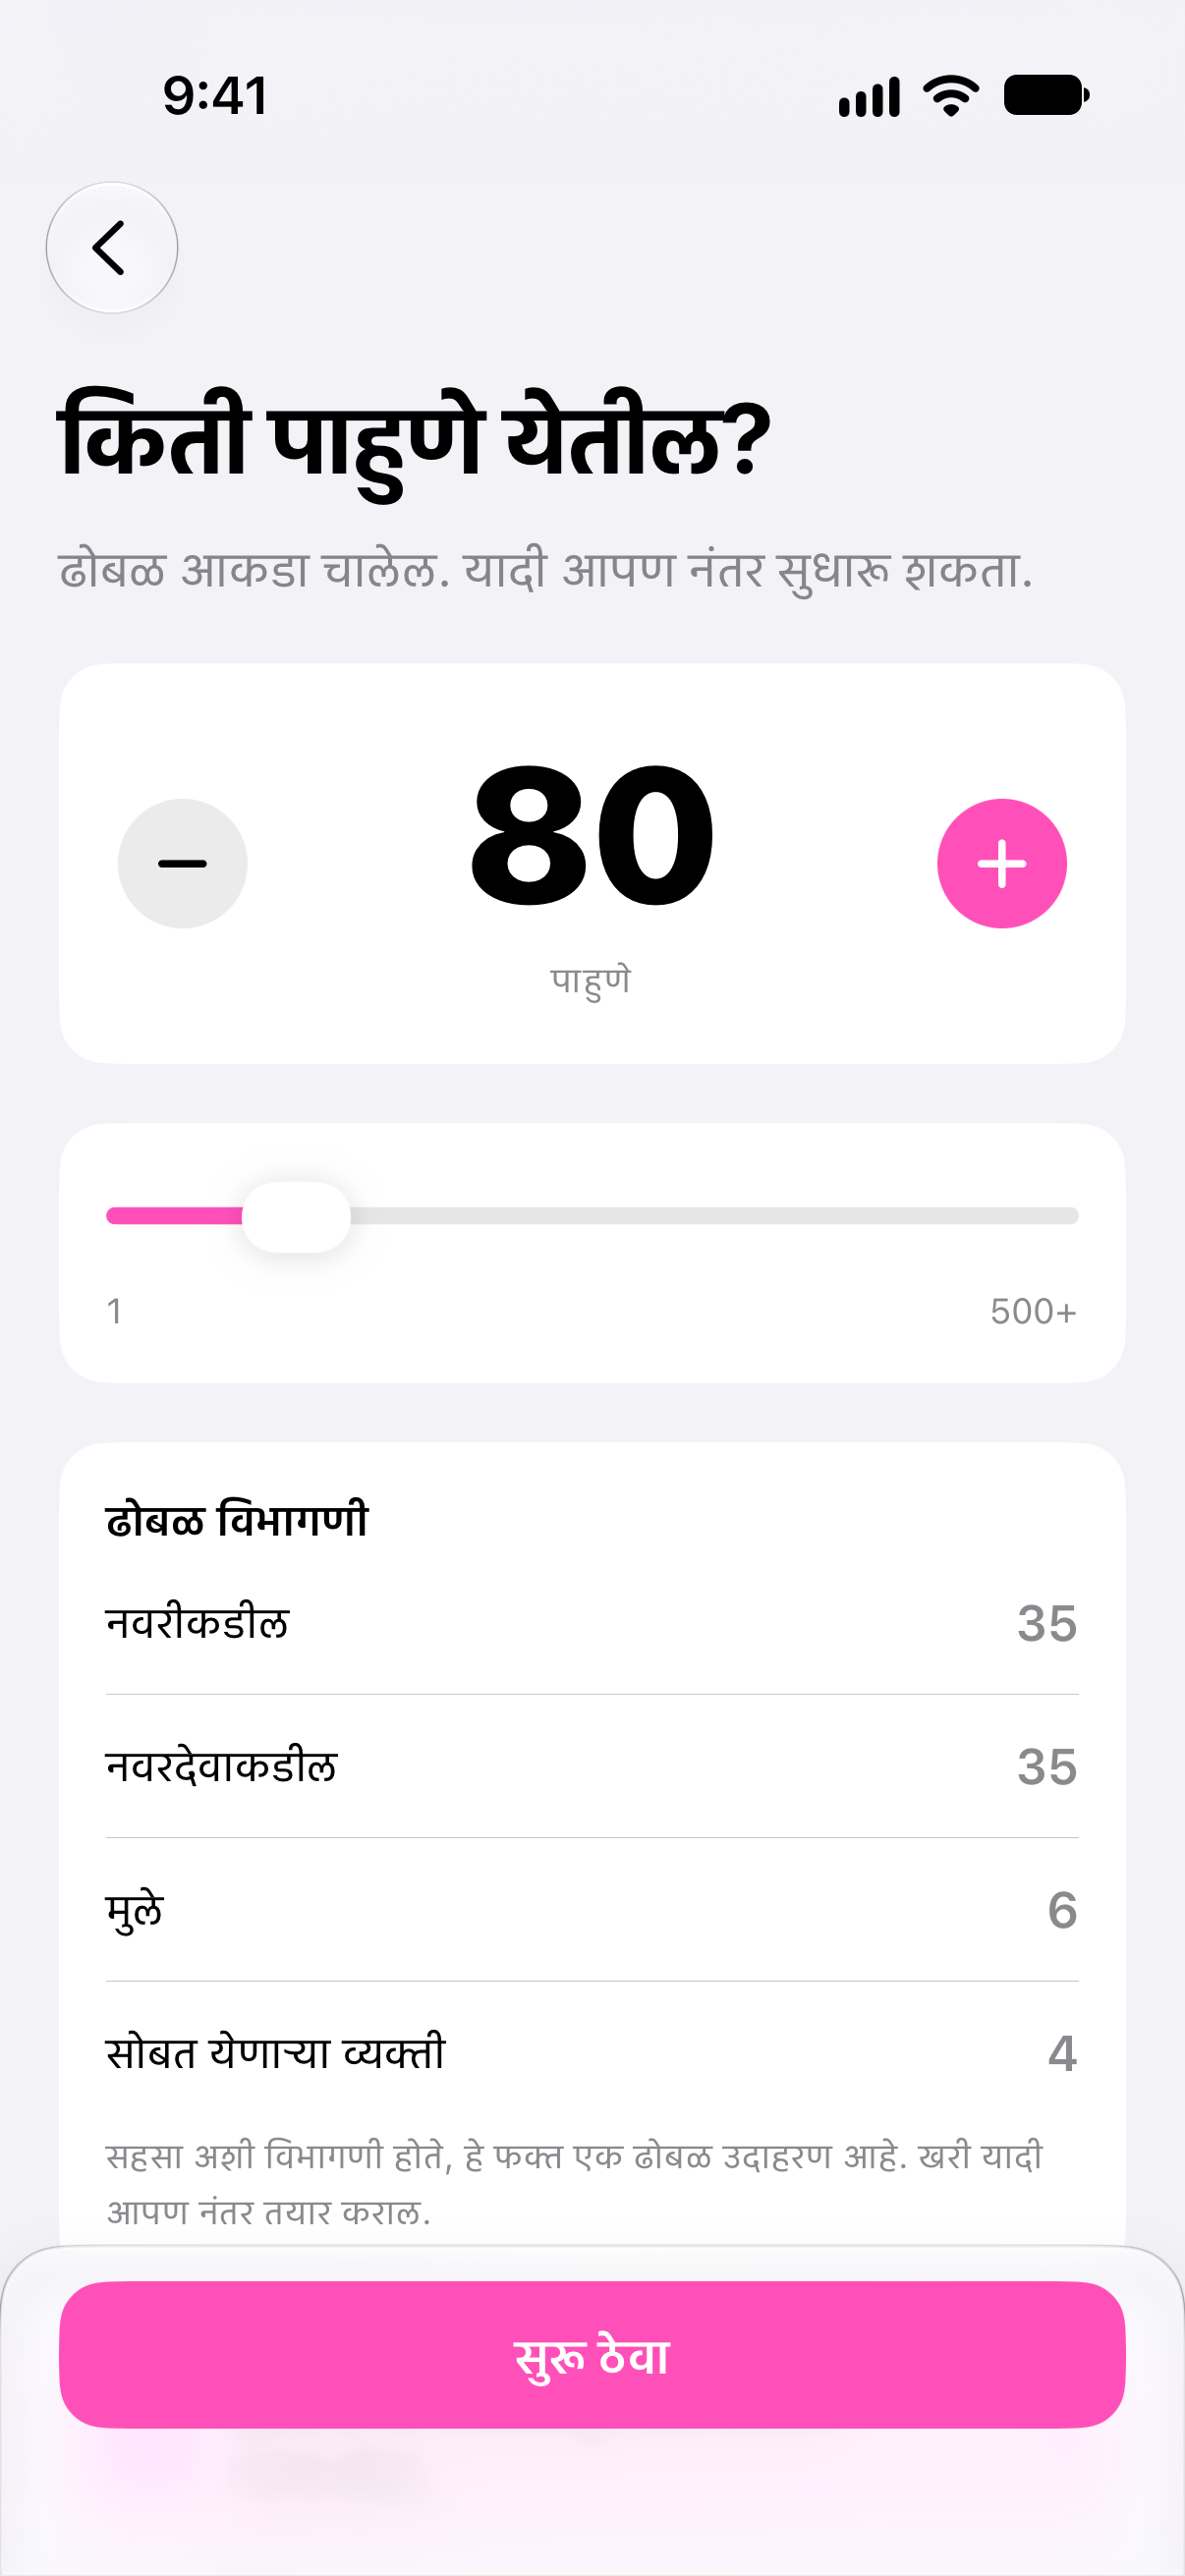 9:41
किती पाहुणे येतील?
ढोबळ आकडा चालेल. यादी आपण नंतर सुधारू शकता.
80
पाहुणे
1
500+
ढोबळ विभागणी
नवरीकडील
35
नवरदेवाकडील
35
मुले
6
सोबत येणाऱ्या व्यक्ती
4
सहसा अशी विभागणी होते, हे फक्त एक ढोबळ उदाहरण आहे. खरी यादी
आपण नंतर तयार कराल.
सुरू ठेवा